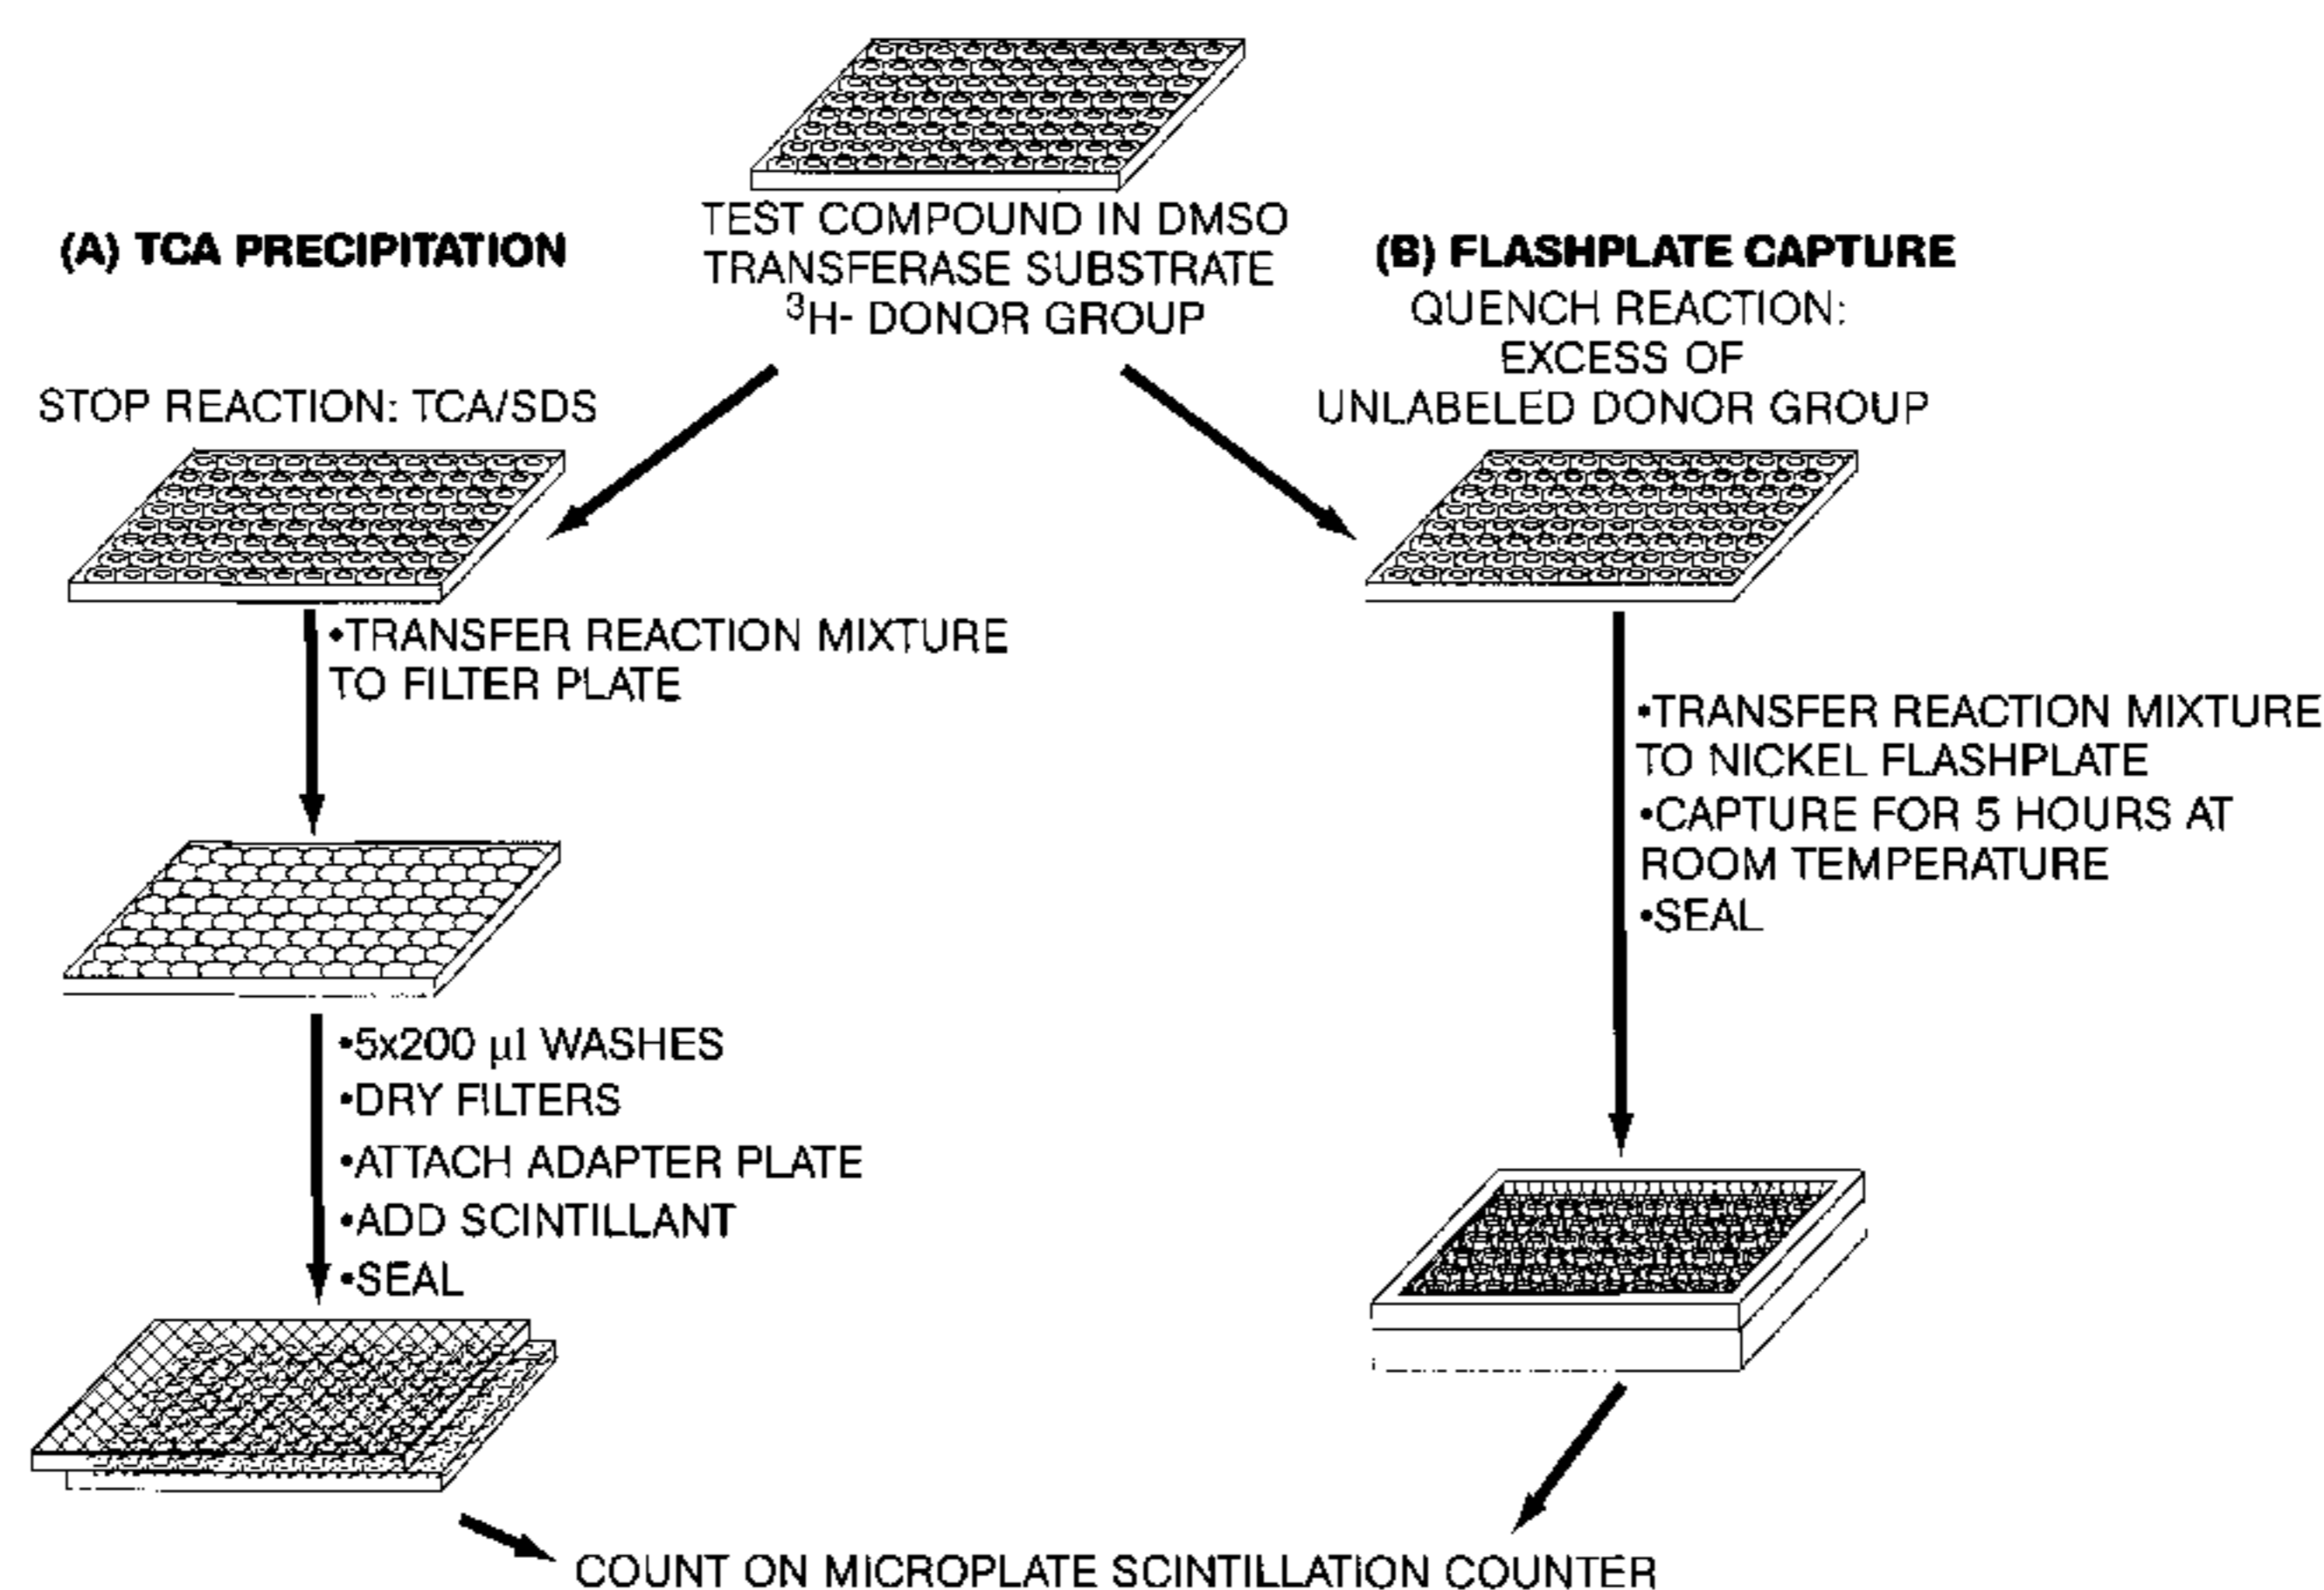 TEST COMPOUND IN DMSO
TRANSFERASE SUBSTRATE
³H- DONOR GROUP
(A) TCA PRECIPITATION
STOP REACTION: TCA/SDS
•TRANSFER REACTION MIXTURE
TO FILTER PLATE
•5x200 µl WASHES
•DRY FILTERS
•ATTACH ADAPTER PLATE
•ADD SCINTILLANT
•SEAL
(B) FLASHPLATE CAPTURE
QUENCH REACTION:
EXCESS OF
UNLABELED DONOR GROUP
•TRANSFER REACTION MIXTURE
TO NICKEL FLASHPLATE
•CAPTURE FOR 5 HOURS AT
ROOM TEMPERATURE
•SEAL
COUNT ON MICROPLATE SCINTILLATION COUNTER